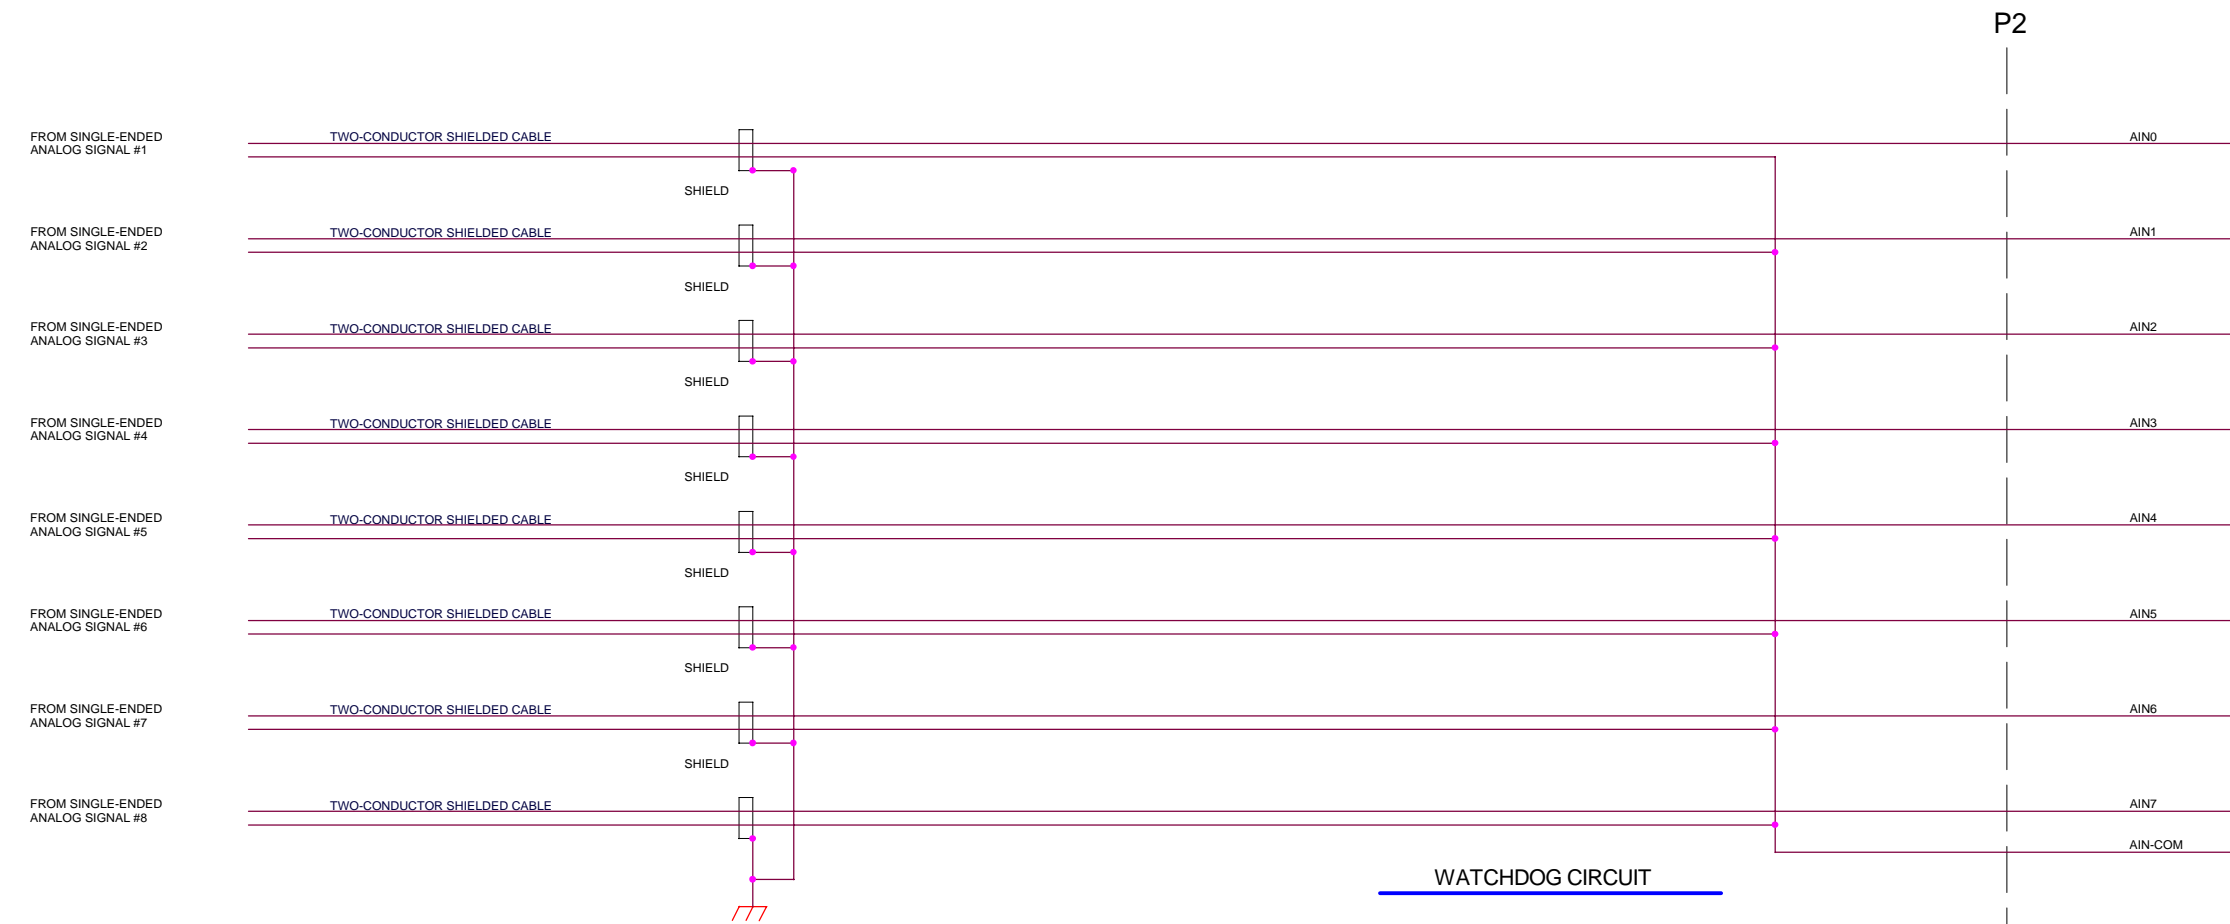 P2
FROM SINGLE-ENDED
ANALOG SIGNAL #1
TWO-CONDUCTOR SHIELDED CABLE
AIN0
SHIELD
FROM SINGLE-ENDED
ANALOG SIGNAL #2
TWO-CONDUCTOR SHIELDED CABLE
AIN1
SHIELD
FROM SINGLE-ENDED
ANALOG SIGNAL #3
TWO-CONDUCTOR SHIELDED CABLE
AIN2
SHIELD
FROM SINGLE-ENDED
ANALOG SIGNAL #4
TWO-CONDUCTOR SHIELDED CABLE
AIN3
SHIELD
FROM SINGLE-ENDED
ANALOG SIGNAL #5
TWO-CONDUCTOR SHIELDED CABLE
AIN4
SHIELD
FROM SINGLE-ENDED
ANALOG SIGNAL #6
TWO-CONDUCTOR SHIELDED CABLE
AIN5
SHIELD
FROM SINGLE-ENDED
ANALOG SIGNAL #7
TWO-CONDUCTOR SHIELDED CABLE
AIN6
SHIELD
FROM SINGLE-ENDED
ANALOG SIGNAL #8
TWO-CONDUCTOR SHIELDED CABLE
AIN7
AIN-COM
WATCHDOG CIRCUIT